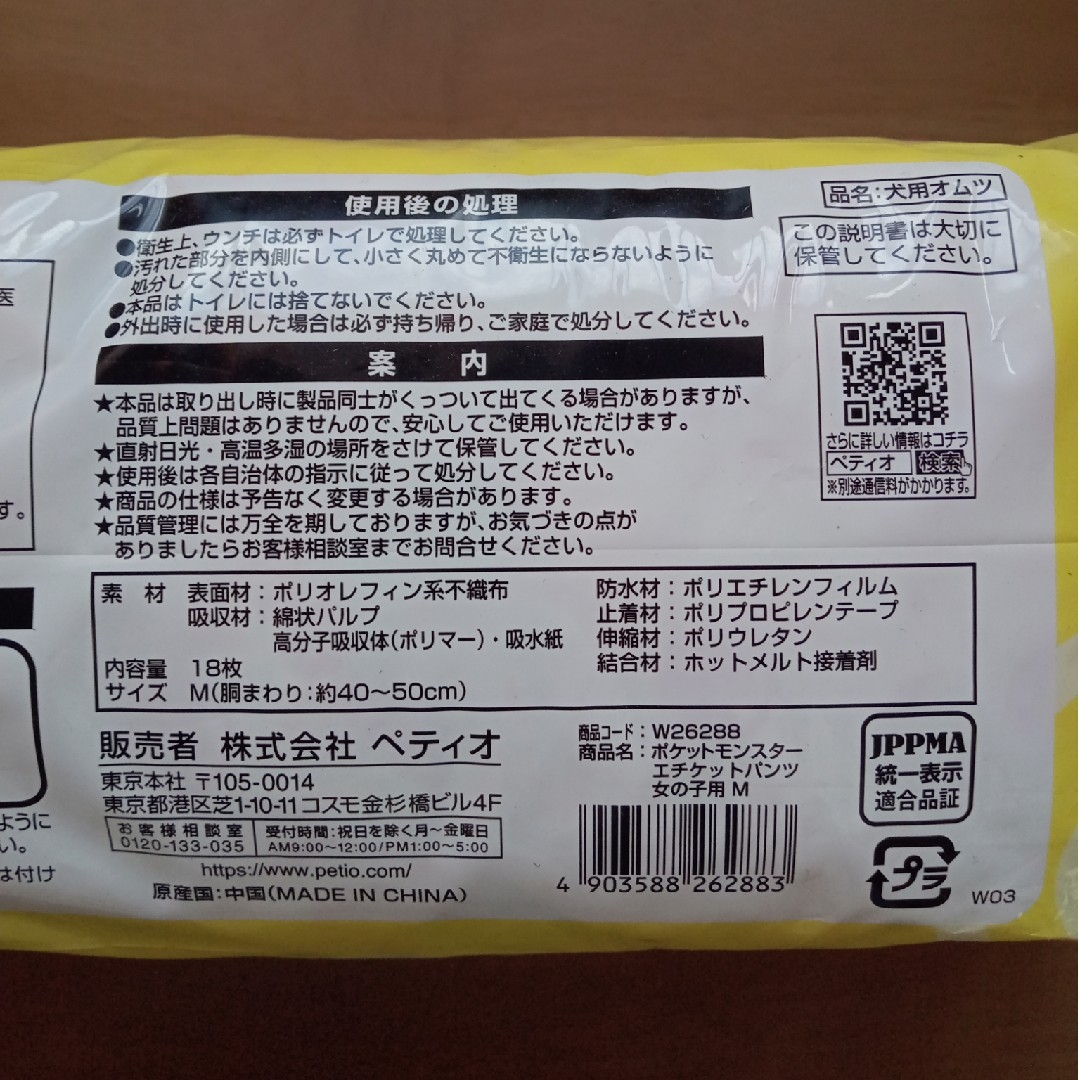 使用後の処理
●衛生上、ウンチは必ずトイレで処理してください。
●汚れた部分を内側にして、小さく丸めて不衛生にならないように
処分してください。
●本品はトイレには捨てないでください。
●外出時に使用した場合は必ず持ち帰り、ご家庭で処分してください。
案 内
★本品は取り出し時に製品同士がくっついて出てくる場合がありますが、
品質上問題はありませんので、安心してご使用いただけます。
★直射日光・高温多湿の場所をさけて保管してください。
★使用後は各自治体の指示に従って処分してください。
★商品の仕様は予告なく変更する場合があります。
★品質管理には万全を期しておりますが、お気づきの点が
ありましたらお客様相談室までお問合せください。
品名：犬用オムツ
この説明書は大切に
保管してください。
さらに詳しい情報はコチラ
ペティオ 検索
※別途通信料がかかります。
医
す。
素 材 表面材：ポリオレフィン系不織布
吸収材：綿状パルプ
高分子吸収体（ポリマー）・吸水紙
防水材：ポリエチレンフィルム
止着材：ポリプロピレンテープ
伸縮材：ポリウレタン
結合材：ホットメルト接着剤
内容量 18枚
サイズ M（胴まわり：約40～50cm）
販売者 株式会社 ペティオ
東京本社 〒105-0014
東京都港区芝1-10-11 コスモ金杉橋ビル4F
お客様相談室
0120-133-035
受付時間：祝日を除く月～金曜日
AM9:00～12:00/PM1:00～5:00
https://www.petio.com/
原産国：中国（MADE IN CHINA）
商品コード：W26288
商品名：ポケットモンスター
エチケットパンツ
女の子用 M
4 903588 262883
JPPMA
統一表示
適合品証
プラ
W03
ように
い。
は付け